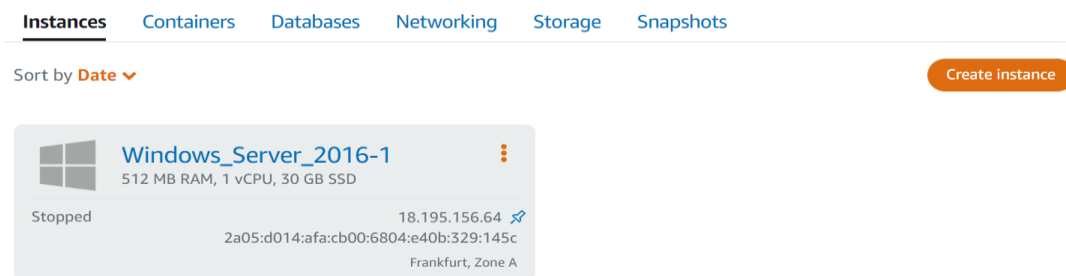 Instances Containers Databases Networking Storage Snapshots
Sort by Date
Create instance
Windows_Server_2016-1
512 MB RAM, 1 vCPU, 30 GB SSD
Stopped
18.195.156.64
2a05:d014:afa:cb00:6804:e40b:329:145c
Frankfurt, Zone A